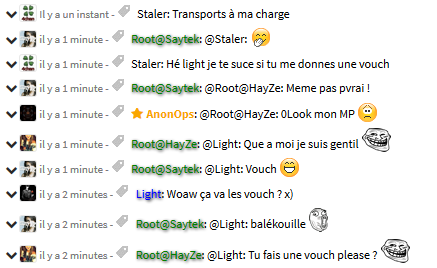 Il y a un instant - Staler: Transports à ma charge
il y a 1 minute - Root@Saytek: @Staler:
il y a 1 minute - Staler: Hé light je te suce si tu me donnes une vouch
il y a 1 minute - Root@Saytek: @Root@HayZe: Meme pas pvrai !
il y a 1 minute - AnonOps: @Root@HayZe: 0Look mon MP
il y a 1 minute - Root@HayZe: @Light: Que a moi je suis gentil
il y a 1 minute - Root@Saytek: @Light: Vouch
il y a 2 minutes - Light: Woaw ça va les vouch ? x)
il y a 2 minutes - Root@Saytek: @Light: balékouille
il y a 2 minutes - Root@HayZe: @Light: Tu fais une vouch please ?